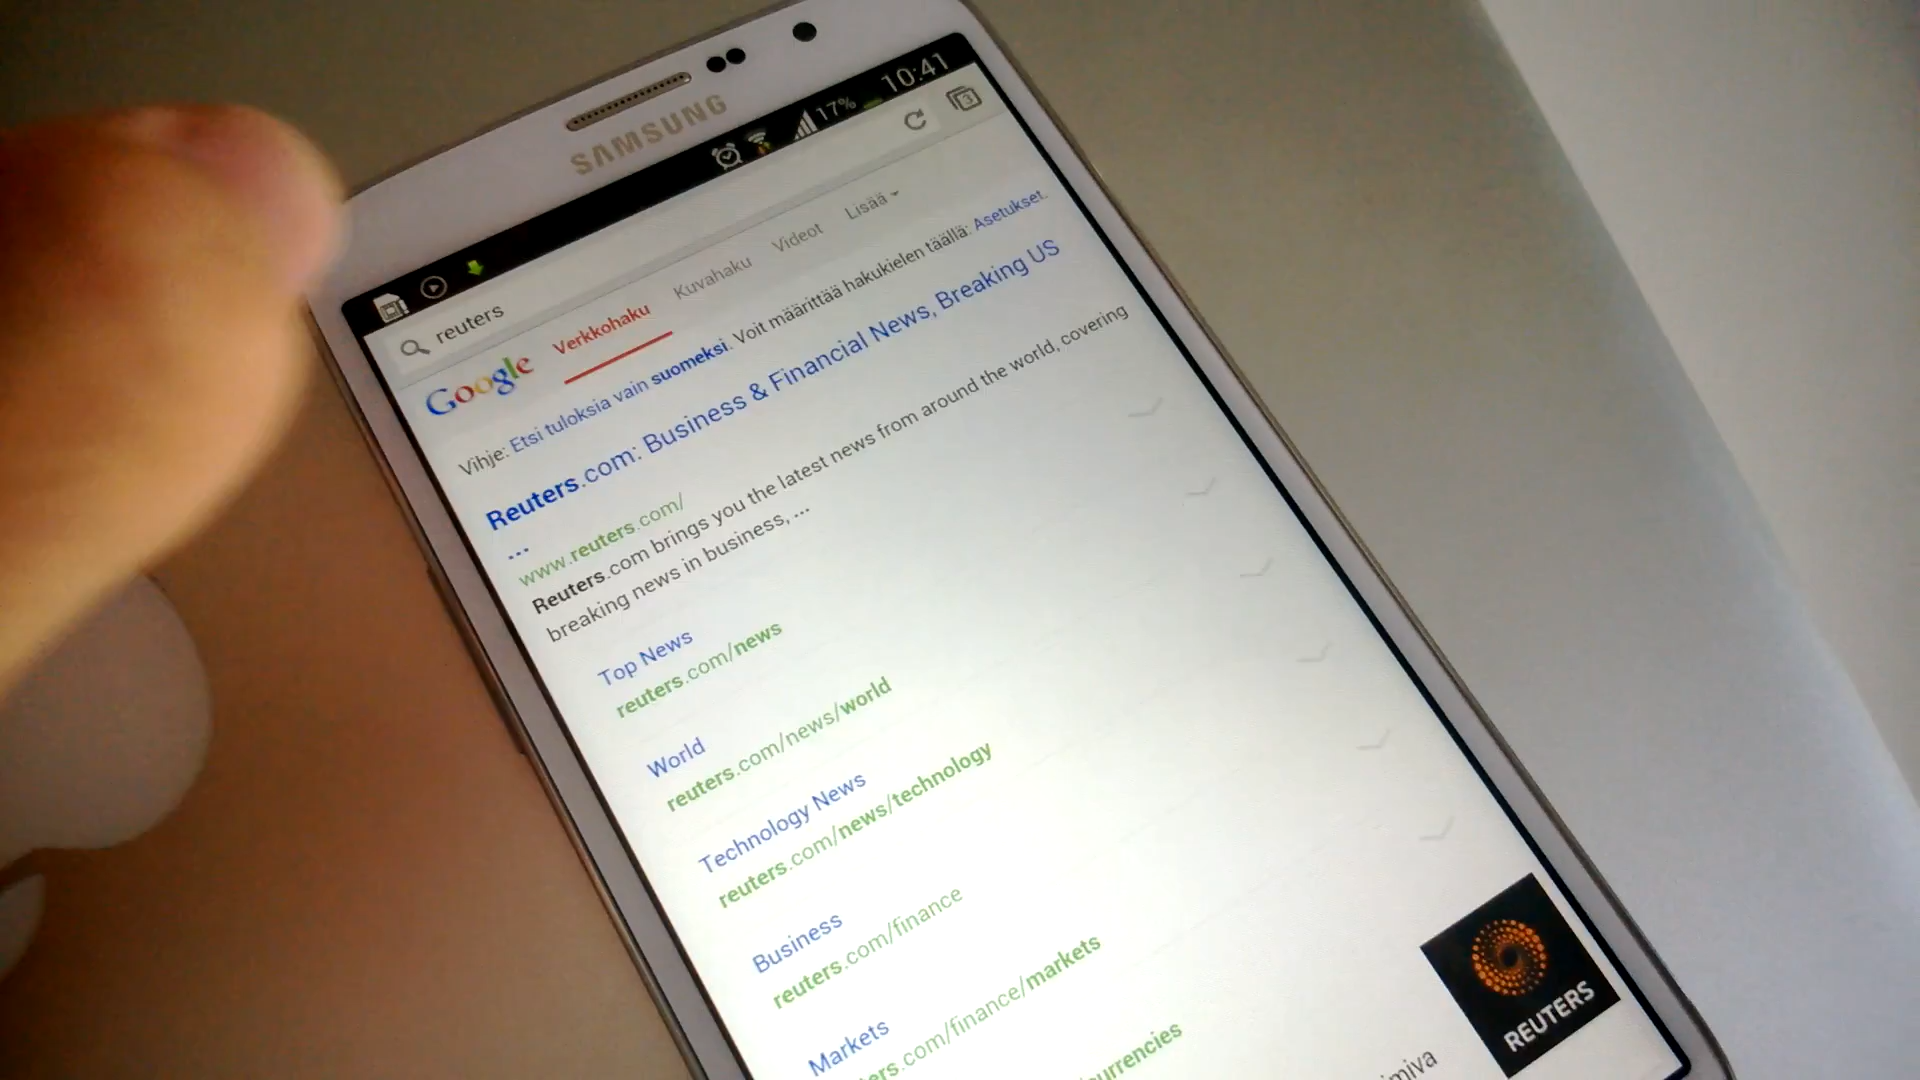 SAMSUNG
17% 10:41
reuters
3
Google Verkkohaku Kuvahaku Videot Lisää
Vihje: Etsi tuloksia vain suomeksi. Voit määrittää hakukielen täällä: Asetukset.
Reuters.com: Business & Financial News, Breaking US
...
www.reuters.com/
Reuters.com brings you the latest news from around the world, covering
breaking news in business, ...
Top News
reuters.com/news
World
reuters.com/news/world
Technology News
reuters.com/news/technology
Business
reuters.com/finance
Markets
ers.com/finance/markets
urrencies
REUTERS